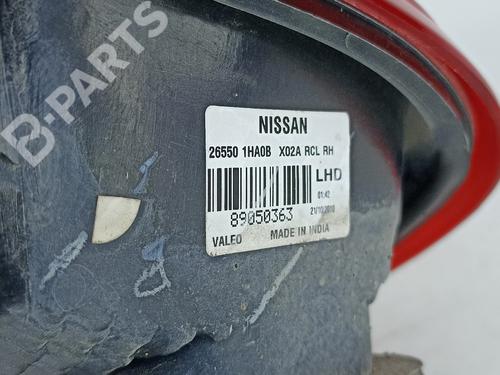 B-PARTS
NISSAN
26550 1HA0B X02A RCL RH
LHD
01:42
89050363
21/10/2010
VALEO MADE IN INDIA